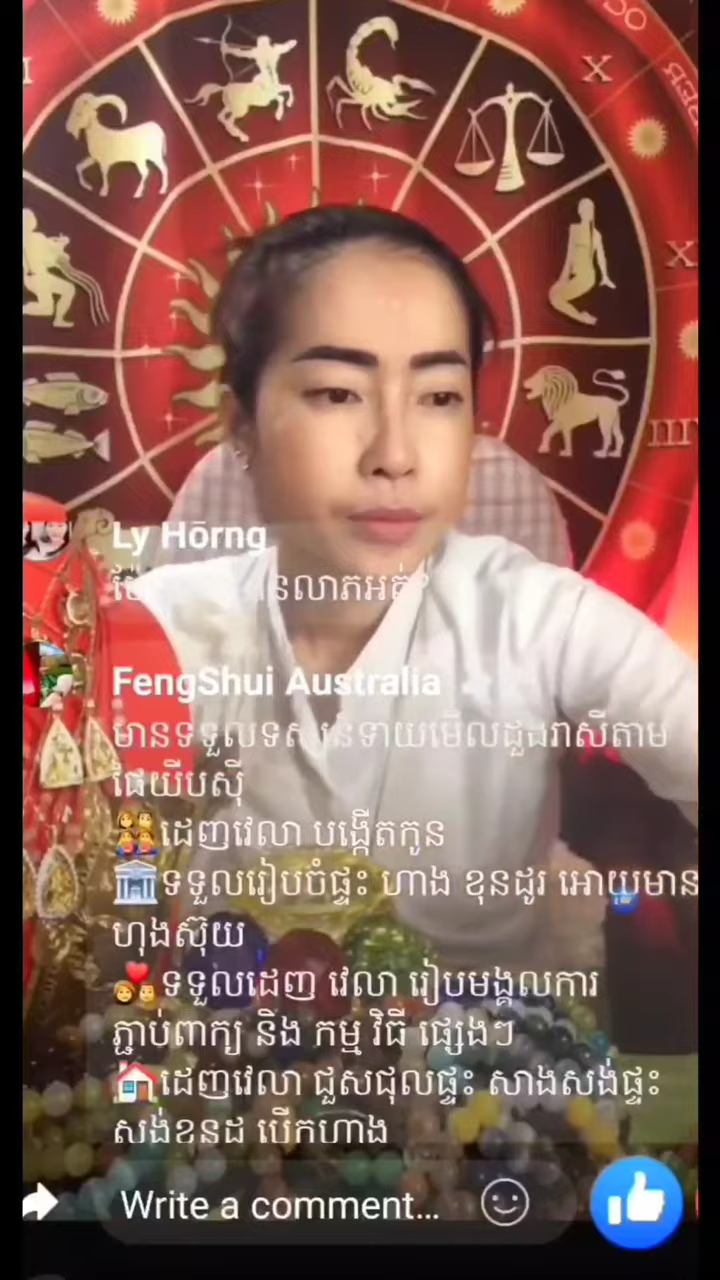 X
X
III
Ly Hōrng
FengShui Australia
មានទទួលទស្សន៍ទាយមើលដួងរាសីតាម
ផៃយីបស៊ី
👨‍👩‍👧‍👦ដេញវេលា បង្កើតកូន
🏛️ទទួលរៀបចំផ្ទះ ហាង ខុនដូរ អោយមាន
ហុងស៊ុយ
💑ទទួលដេញ វេលា រៀបមង្គលការ
ភ្ជាប់ពាក្យ និង កម្ម វិធី ផ្សេងៗ
🏠ដេញវេលា ជួសជុលផ្ទះ សាងសង់ផ្ទះ
សង់ខនដ បើកហាង
Write a comment...